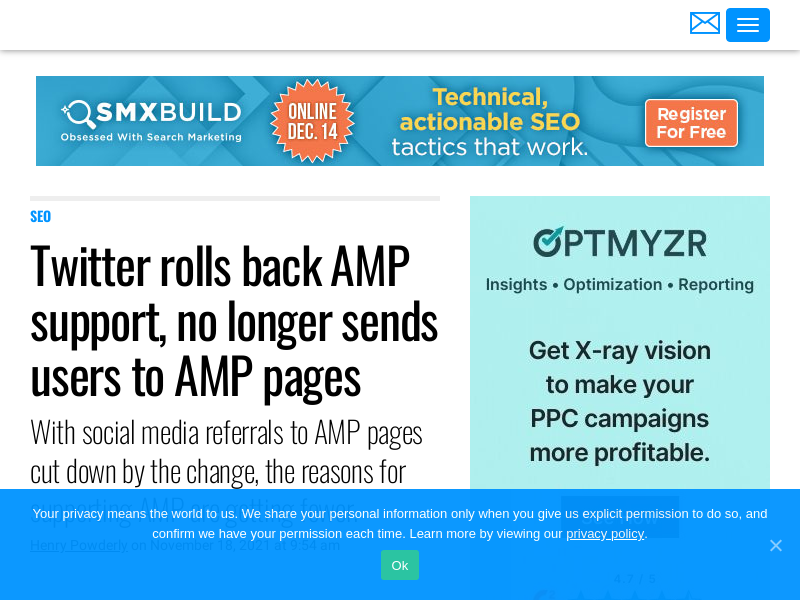 SMXBUILD
Obsessed With Search Marketing
ONLINE
DEC. 14
Technical,
actionable SEO
tactics that work.
Register
For Free
SEO
Twitter rolls back AMP
support, no longer sends
users to AMP pages
With social media referrals to AMP pages
cut down by the change, the reasons for
supporting AMP are getting fewer
Henry Powderly on November 18, 2021 at 9:54 am
OPTMYZR
Insights • Optimization • Reporting
Get X-ray vision
to make your
PPC campaigns
more profitable.
4.7 / 5
Your privacy means the world to us. We share your personal information only when you give us explicit permission to do so, and
confirm we have your permission each time. Learn more by viewing our privacy policy.
Ok